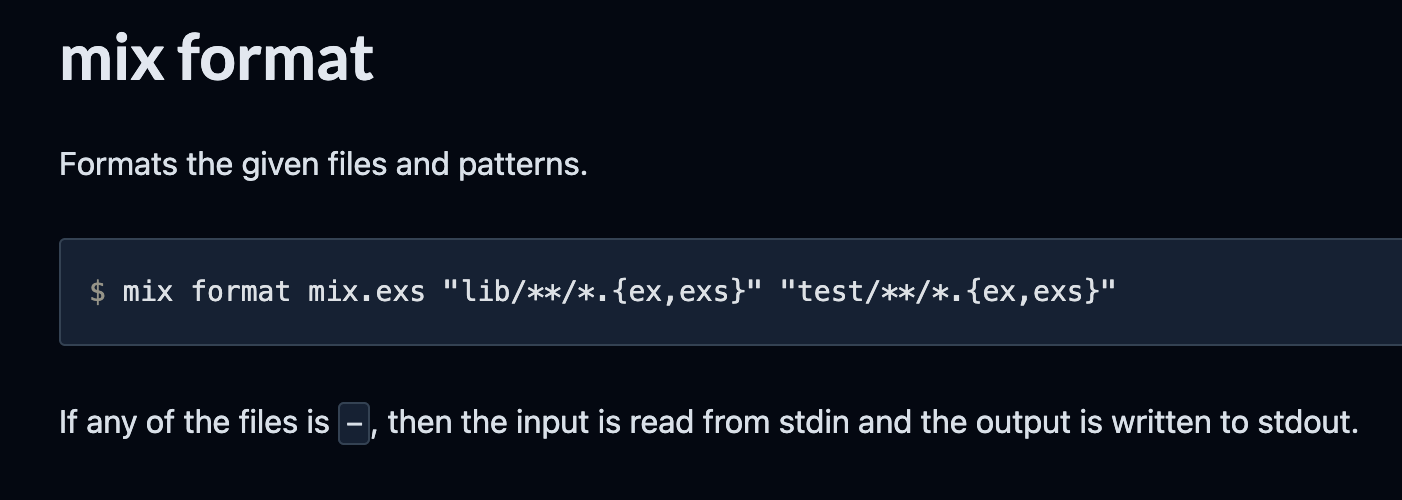 mix format
Formats the given files and patterns.
$ mix format mix.exs "lib/**/*.{ex,exs}" "test/**/*.{ex,exs}"
If any of the files is -, then the input is read from stdin and the output is written to stdout.